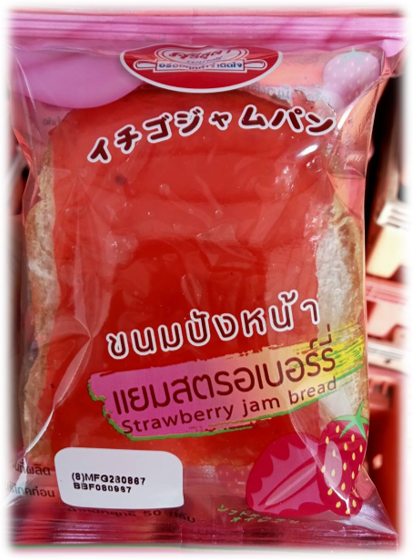 イチゴジャムパン
ขนมปังหน้า
แยมสตรอเบอร์รี่
Strawberry jam bread
(8)MFG280867
BBF080967
50